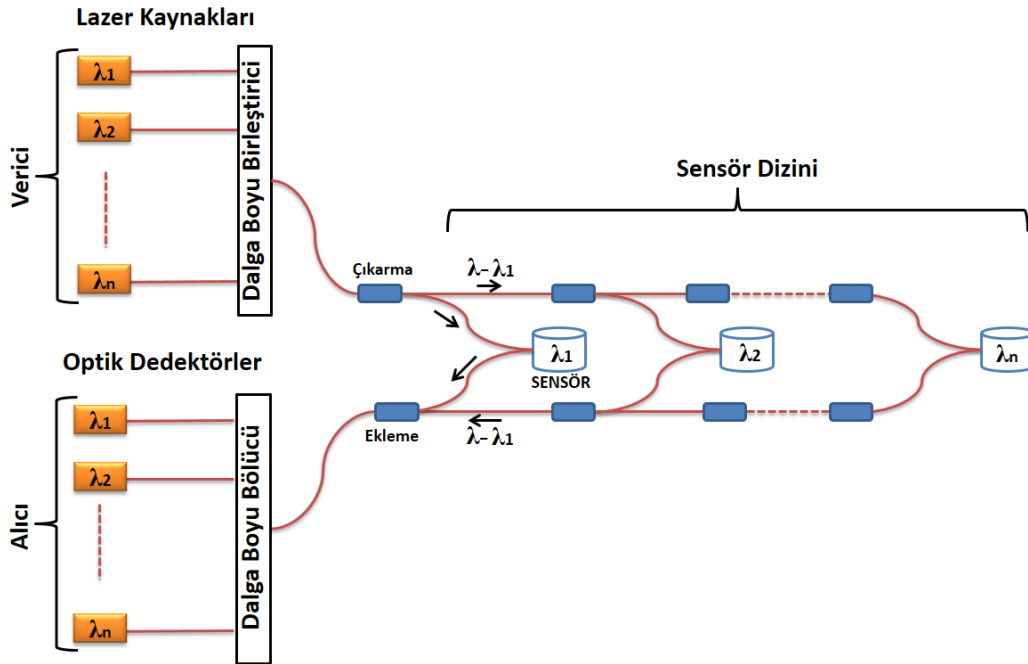 Lazer Kaynakları
Verici
λ1
λ2
λn
Dalga Boyu Birleştirici
Sensör Dizini
Çıkarma
λ- λ1
λ1
SENSÖR
λ2
λn
Ekleme
λ- λ1
Optik Dedektörler
Alıcı
λ1
λ2
λn
Dalga Boyu Bölücü